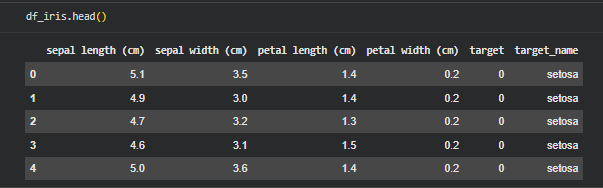 df_iris.head()
sepal length (cm) sepal width (cm) petal length (cm) petal width (cm) target target_name
0 5.1 3.5 1.4 0.2 0 setosa
1 4.9 3.0 1.4 0.2 0 setosa
2 4.7 3.2 1.3 0.2 0 setosa
3 4.6 3.1 1.5 0.2 0 setosa
4 5.0 3.6 1.4 0.2 0 setosa